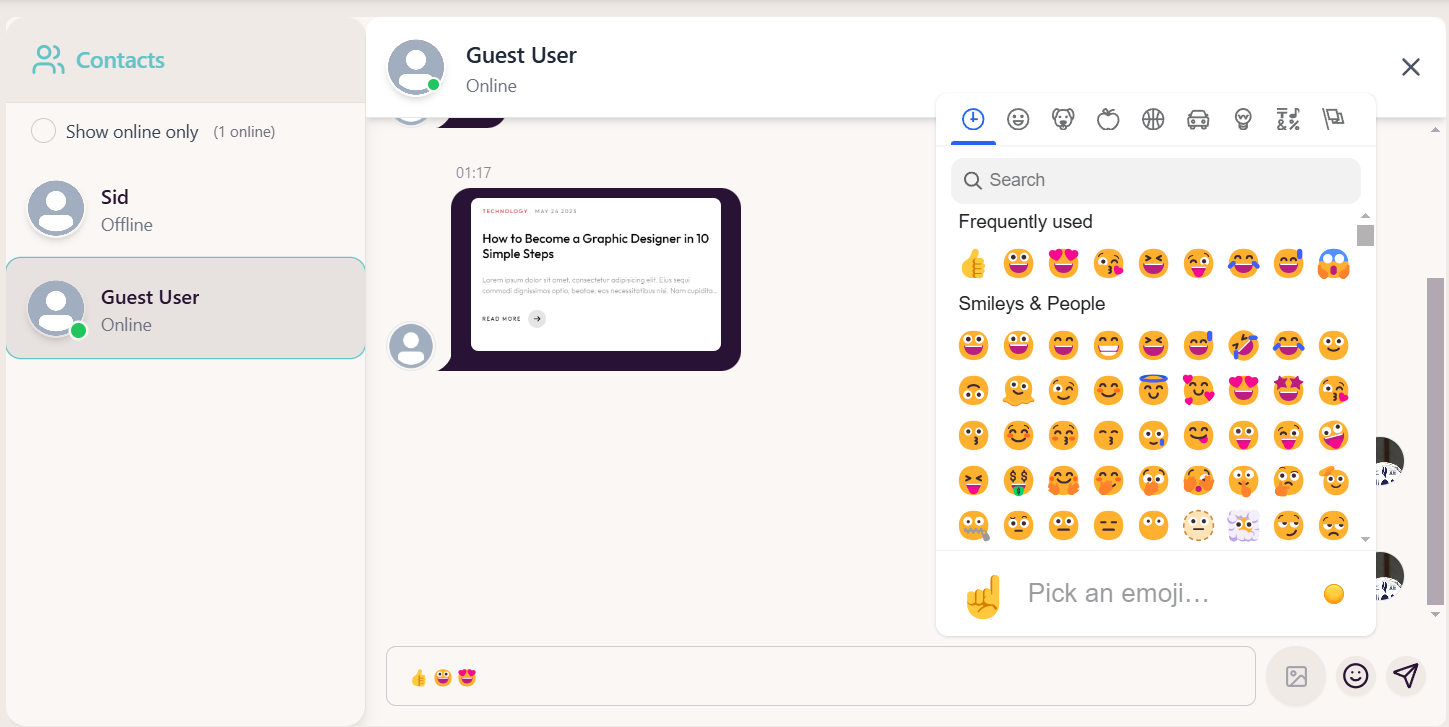 Contacts
Show online only (1 online)
Sid
Offline
Guest User
Online
Guest User
Online
01:17
TECHNOLOGY MAY 26 2025
How to Become a Graphic Designer in 10
Simple Steps
Lorem ipsum dolor sit amet, consectetur adipisicing elit. Eius sequi
commodi dignissimos optio, beatae, eos necessitatibus nisi. Nam cupidita...
READ MORE
Search
Frequently used
Smileys & People
Pick an emoji…